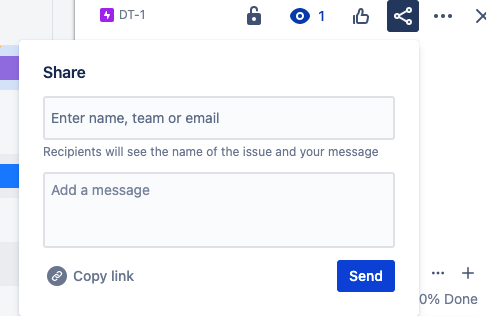 DT-1
1
Share
Enter name, team or email
Recipients will see the name of the issue and your message
Add a message
Copy link
Send
0% Done